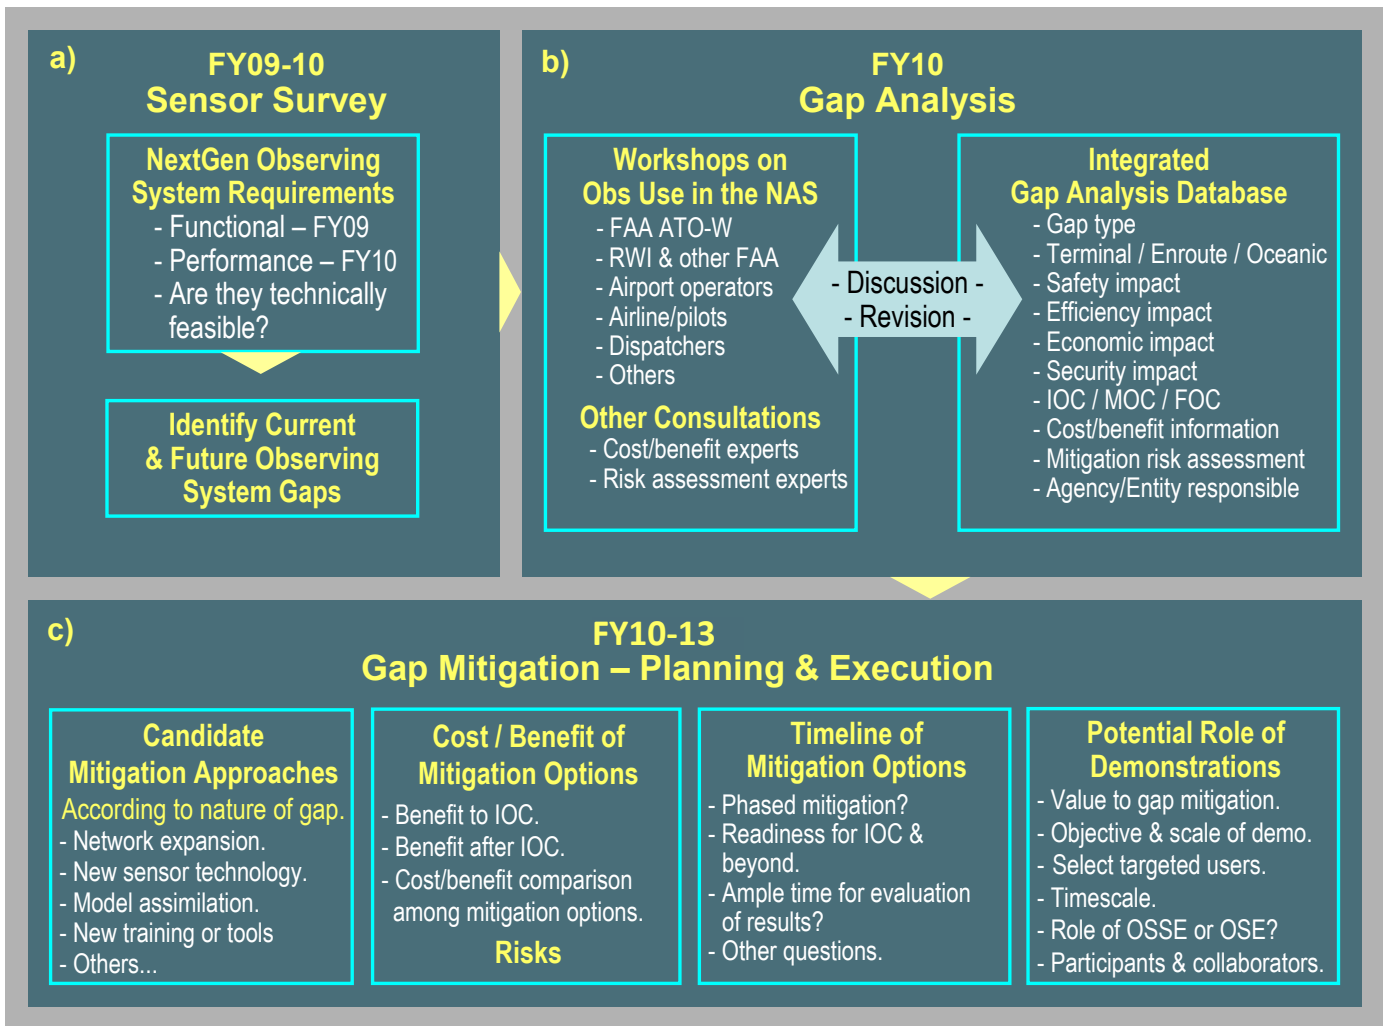 a)
FY09-10
Sensor Survey
NextGen Observing
System Requirements
- Functional – FY09
- Performance – FY10
- Are they technically
feasible?
Identify Current
& Future Observing
System Gaps
b)
FY10
Gap Analysis
Workshops on
Obs Use in the NAS
- FAA ATO-W
- RWI & other FAA
- Airport operators
- Airline/pilots
- Dispatchers
- Others
Other Consultations
- Cost/benefit experts
- Risk assessment experts
- Discussion -
- Revision -
Integrated
Gap Analysis Database
- Gap type
- Terminal / Enroute / Oceanic
- Safety impact
- Efficiency impact
- Economic impact
- Security impact
- IOC / MOC / FOC
- Cost/benefit information
- Mitigation risk assessment
- Agency/Entity responsible
c)
FY10-13
Gap Mitigation – Planning & Execution
Candidate
Mitigation Approaches
According to nature of gap.
- Network expansion.
- New sensor technology.
- Model assimilation.
- New training or tools
- Others...
Cost / Benefit of
Mitigation Options
- Benefit to IOC.
- Benefit after IOC.
- Cost/benefit comparison
among mitigation options.
Risks
Timeline of
Mitigation Options
- Phased mitigation?
- Readiness for IOC &
beyond.
- Ample time for evaluation
of results?
- Other questions.
Potential Role of
Demonstrations
- Value to gap mitigation.
- Objective & scale of demo.
- Select targeted users.
- Timescale.
- Role of OSSE or OSE?
- Participants & collaborators.